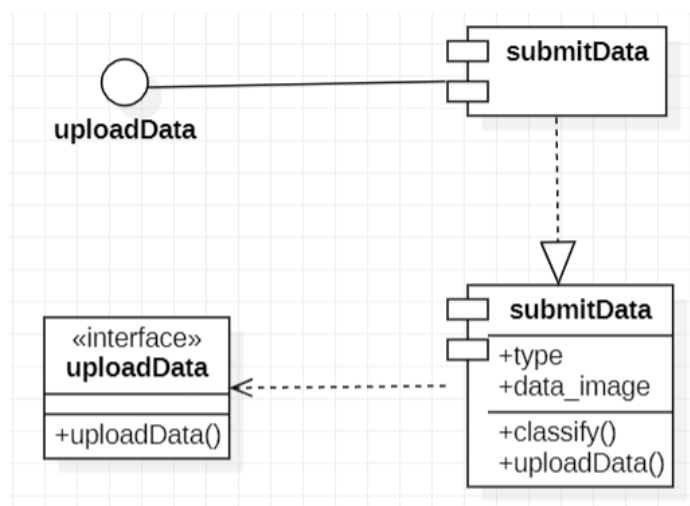 submitData
uploadData
submitData
+type
+data_image
+classify()
+uploadData()
«interface»
uploadData
+uploadData()